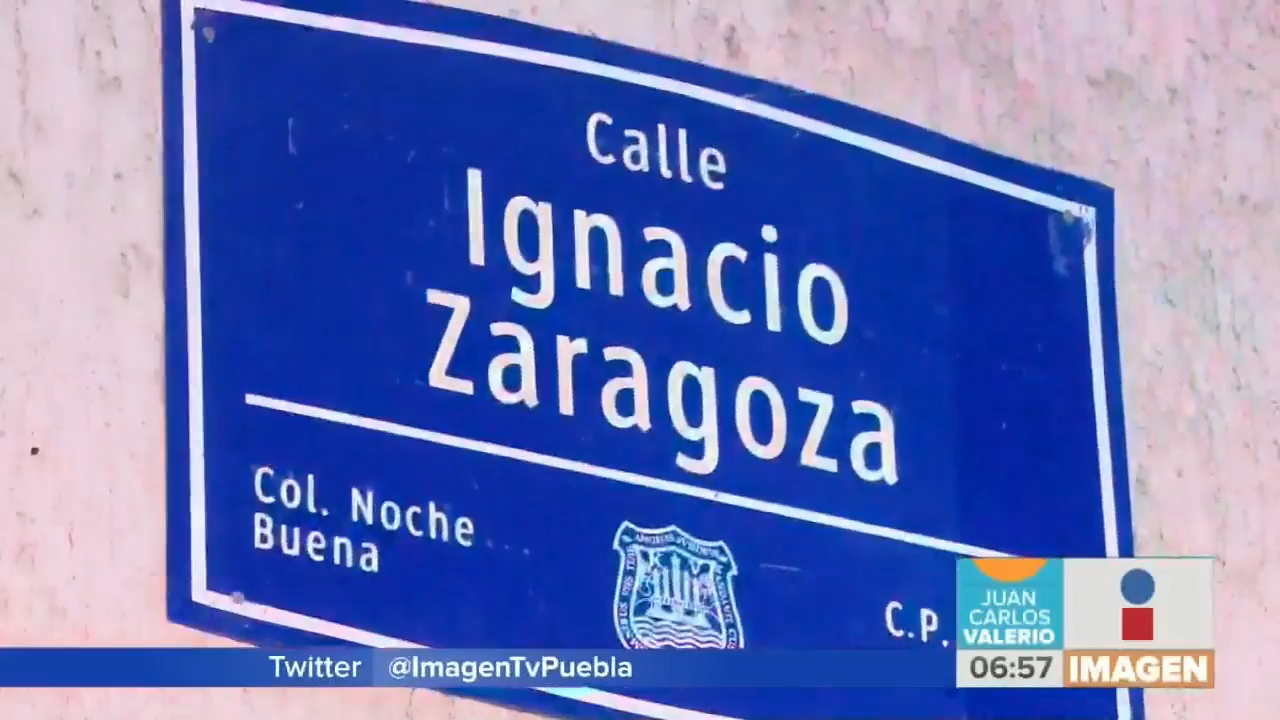 Calle
Ignacio
Zaragoza
Col. Noche
Buena
C.P.
JUAN
CARLOS
VALERIO
06:57 IMAGEN
Twitter @ImagenTvPuebla